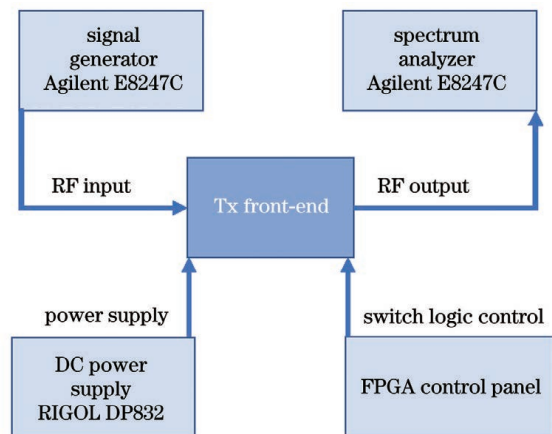 signal
generator
Agilent E8247C
spectrum
analyzer
Agilent E8247C
RF input
Tx front-end
RF output
power supply
switch logic control
DC power
supply
RIGOL DP832
FPGA control panel